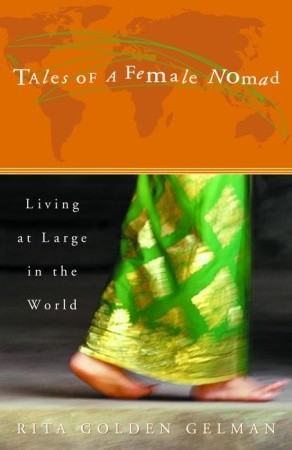 TAles OF A FemaLe NOmAd
Living
at Large
in the
World
RITA GOLDEN GELMAN